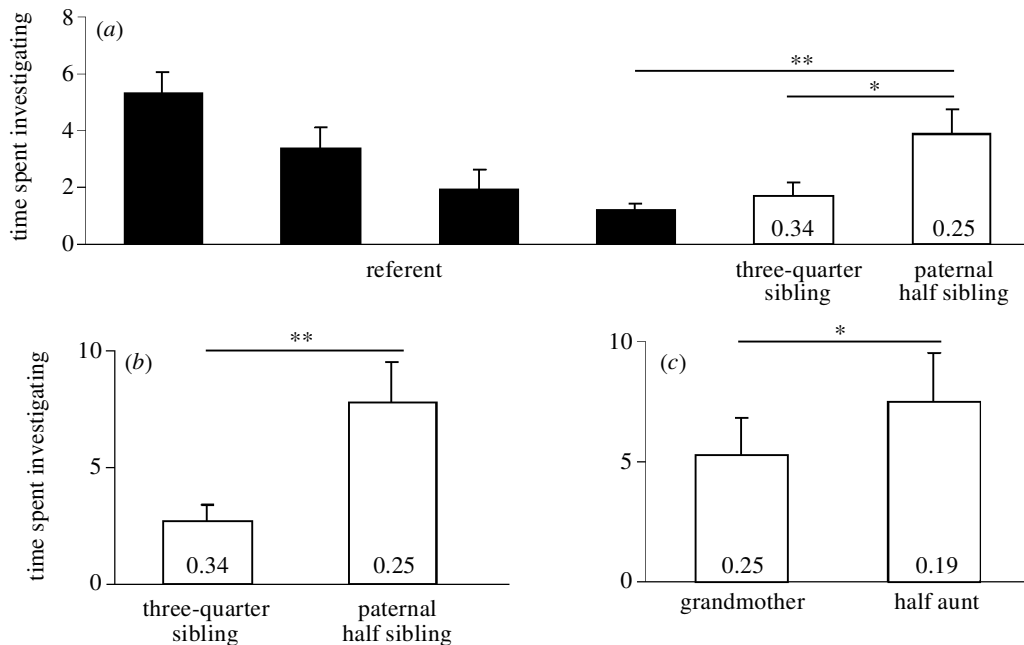 8
(a)
**
time spent investigating
6
*
4
2
0.34
0.25
0
referent
three-quarter
sibling
paternal
half sibling
10
(b)
**
time spent investigating
5
0.34
0.25
0
three-quarter
sibling
paternal
half sibling
10
(c)
*
5
0.25
0.19
0
grandmother
half aunt